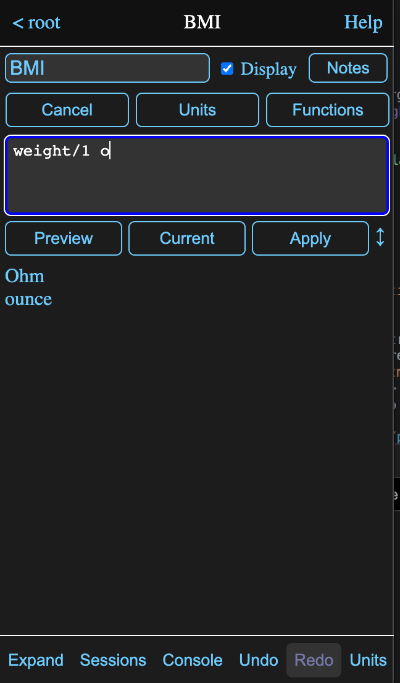 < root BMI Help
BMI Display Notes
Cancel Units Functions
weight/1 o
Preview Current Apply ↕
Ohm
ounce
Expand Sessions Console Undo Redo Units